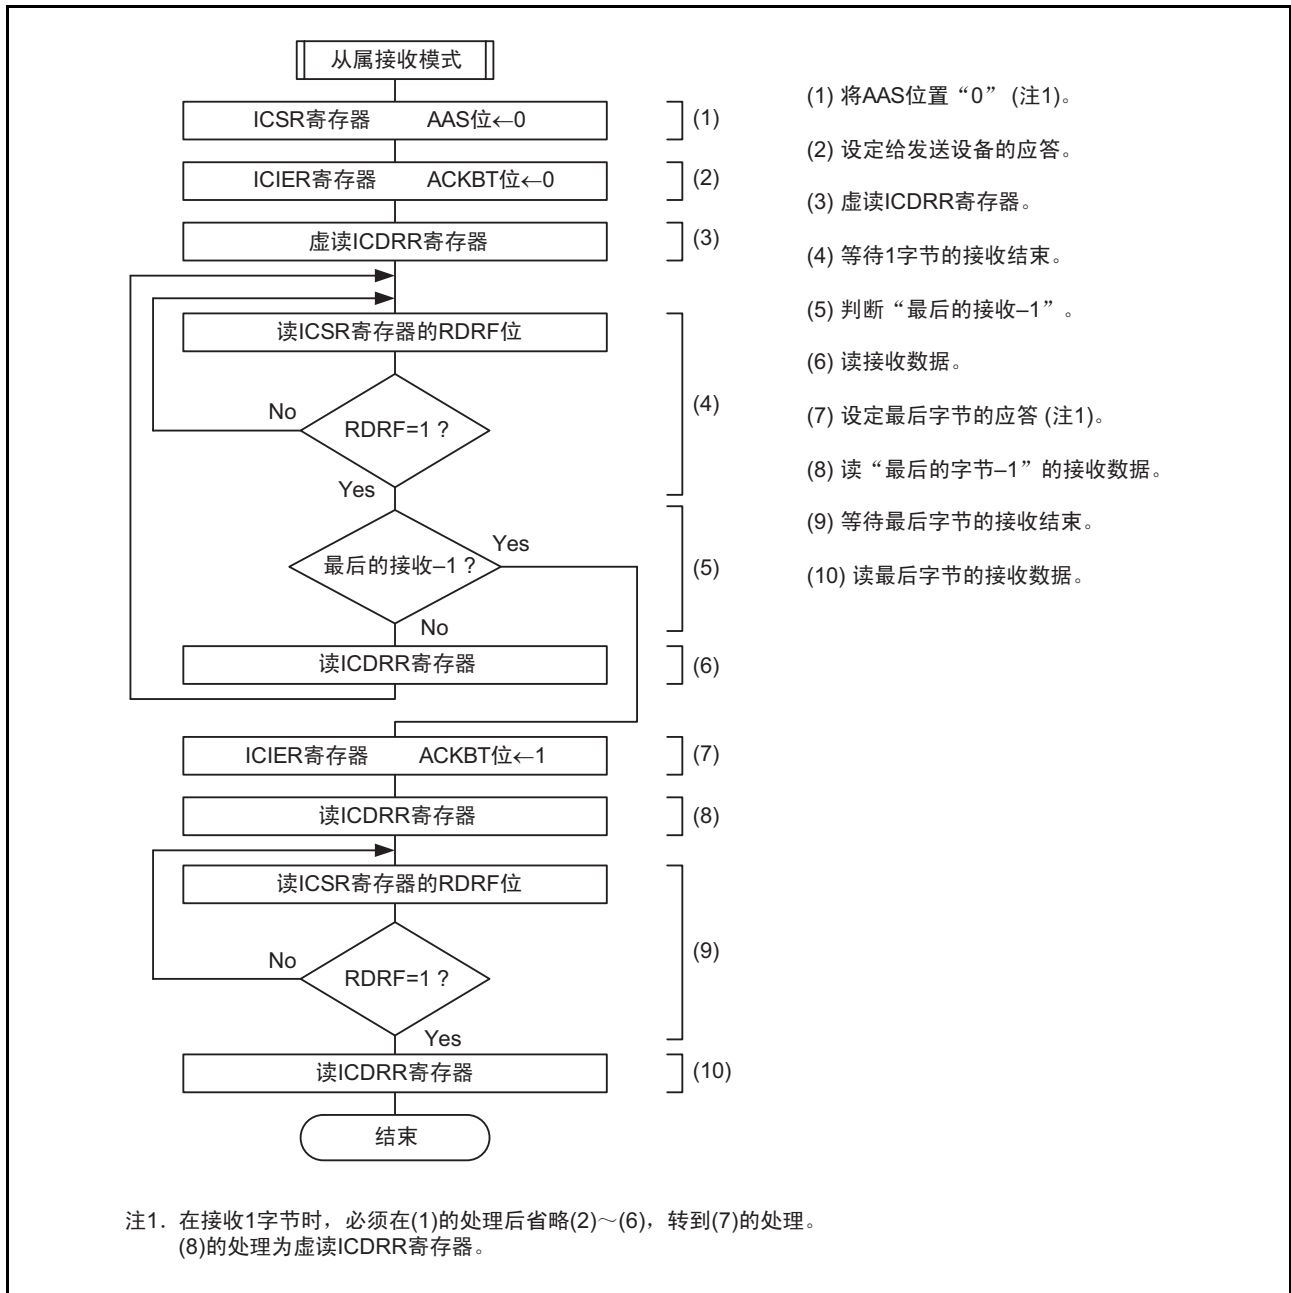 从属接收模式
ICSR寄存器 AAS位←0 (1)
ICIER寄存器 ACKBT位←0 (2)
虚读ICDRR寄存器 (3)
读ICSR寄存器的RDRF位
(4)
No
RDRF=1 ?
Yes
最后的接收–1 ?
Yes
(5)
No
读ICDRR寄存器 (6)
ICIER寄存器 ACKBT位←1 (7)
读ICDRR寄存器 (8)
读ICSR寄存器的RDRF位
(9)
No
RDRF=1 ?
Yes
读ICDRR寄存器 (10)
结束
(1) 将AAS位置“0” (注1)。
(2) 设定给发送设备的应答。
(3) 虚读ICDRR寄存器。
(4) 等待1字节的接收结束。
(5) 判断“最后的接收–1”。
(6) 读接收数据。
(7) 设定最后字节的应答 (注1)。
(8) 读“最后的字节–1”的接收数据。
(9) 等待最后字节的接收结束。
(10) 读最后字节的接收数据。
注1. 在接收1字节时，必须在(1)的处理后省略(2)～(6)，转到(7)的处理。
(8)的处理为虚读ICDRR寄存器。